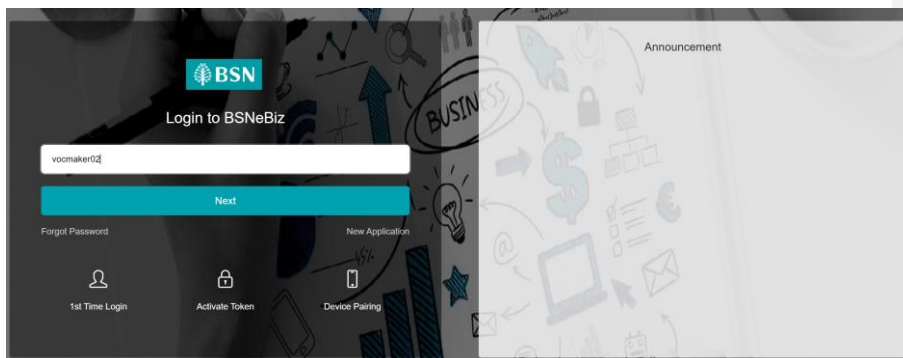 BSN
Login to BSNeBiz
vocmaker02
Next
Forgot Password
New Application
1st Time Login
Activate Token
Device Pairing
Announcement
BUSINESS
45%
@